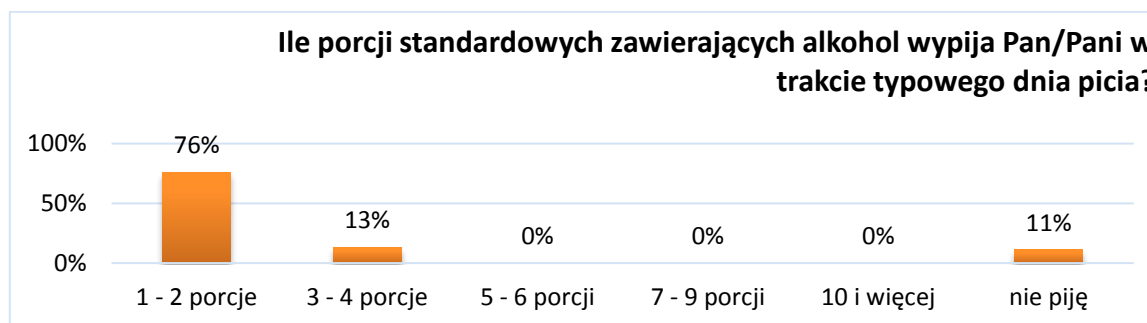 Ile porcji standardowych zawierających alkohol wypija Pan/Pani w
trakcie typowego dnia picia?
100%
50%
0%
76%
13%
0%
0%
0%
11%
1 - 2 porcje
3 - 4 porcje
5 - 6 porcji
7 - 9 porcji
10 i więcej
nie piję